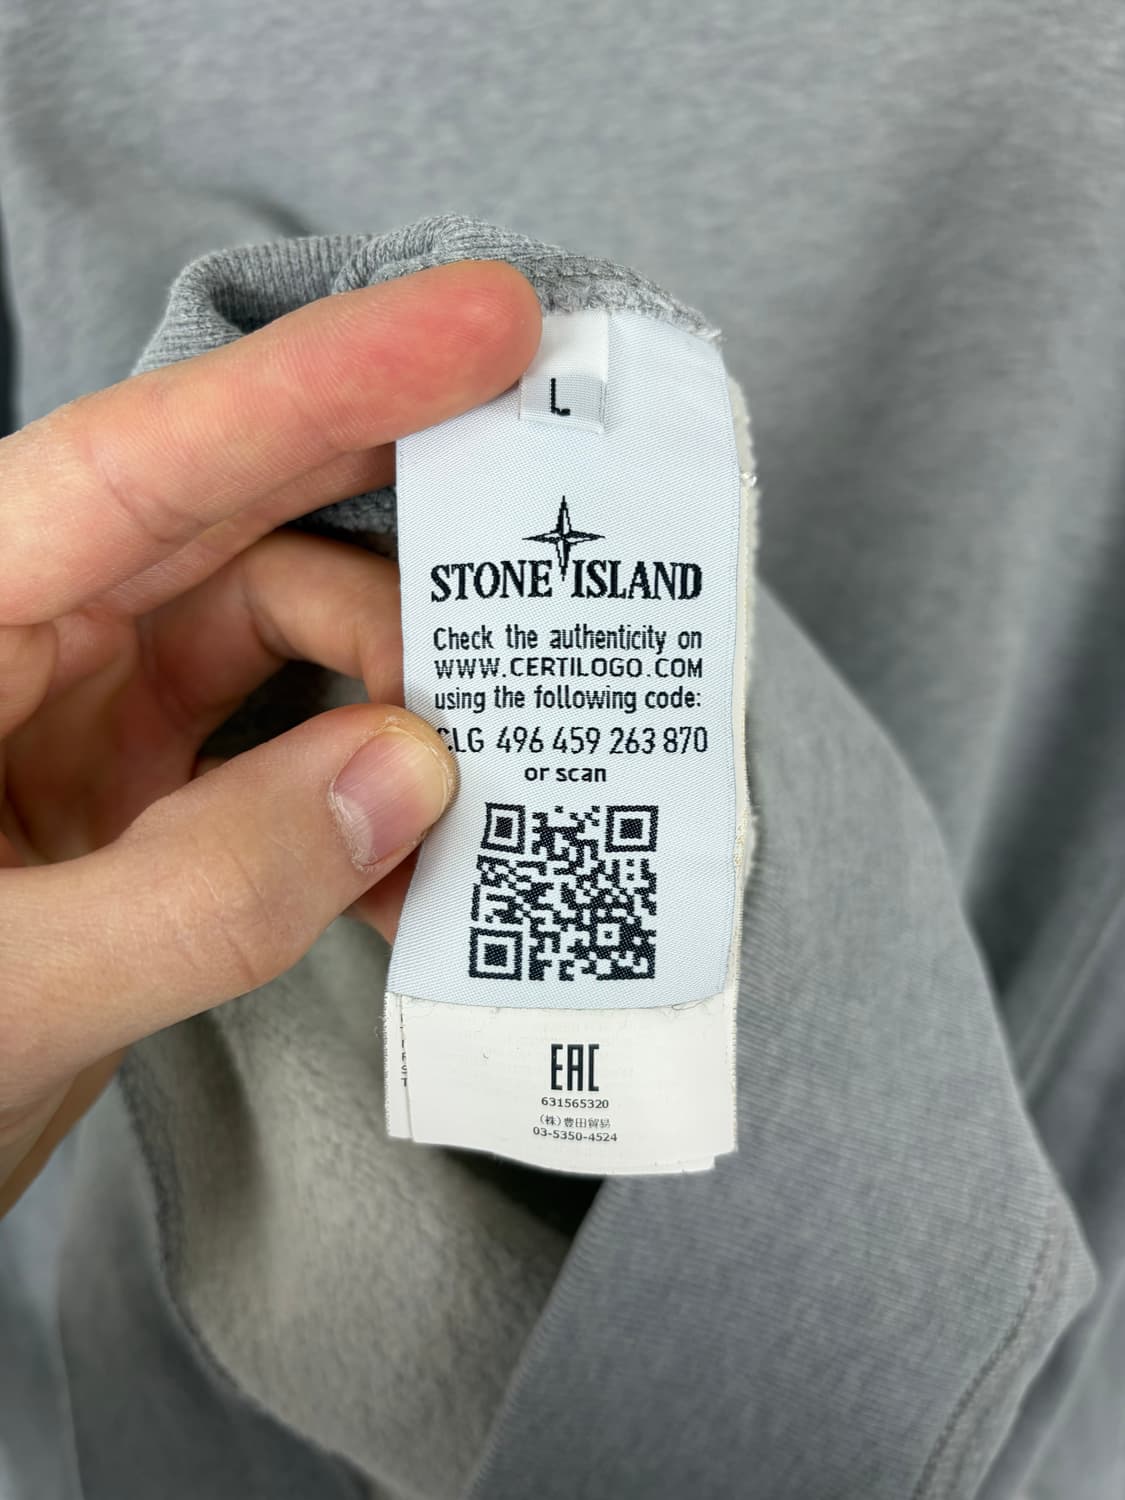 L
STONE ISLAND
Check the authenticity on
WWW.CERTILOGO.COM
using the following code:
CLG 496 459 263 870
or scan
EAC
631565320
(株)豊田貿易
03-5350-4524